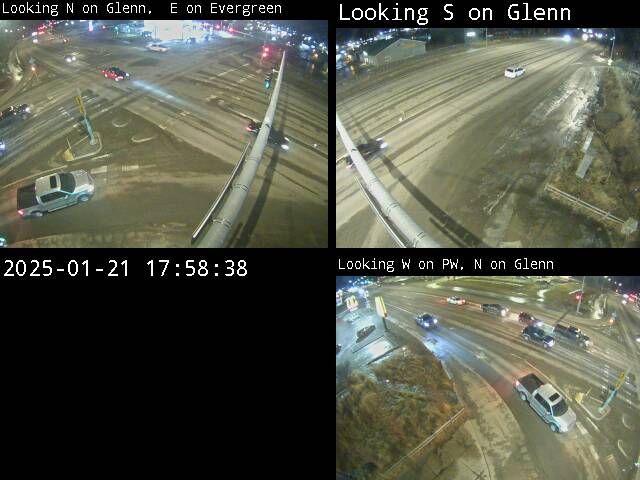 Looking N on Glenn, E on Evergreen
Looking S on Glenn
2025-01-21 17:58:38
Looking W on PW, N on Glenn